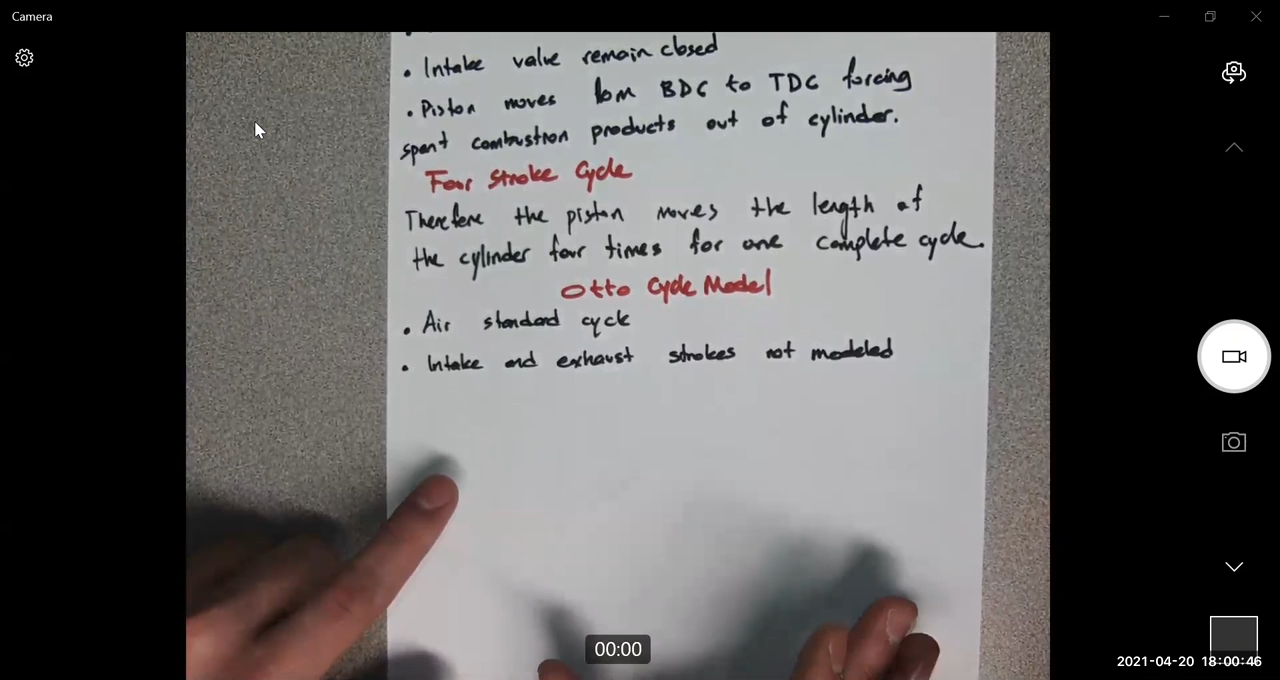 Camera
• Intake value remain closed
• Piston moves from BDC to TDC forcing
spent combustion products out of cylinder.
Four Stroke Cycle
Therefore the piston moves the length of
the cylinder four times for one complete cycle.
Otto Cycle Model
• Air standard cycle
• Intake and exhaust strokes not modeled
00:00
2021-04-20 18:00:46